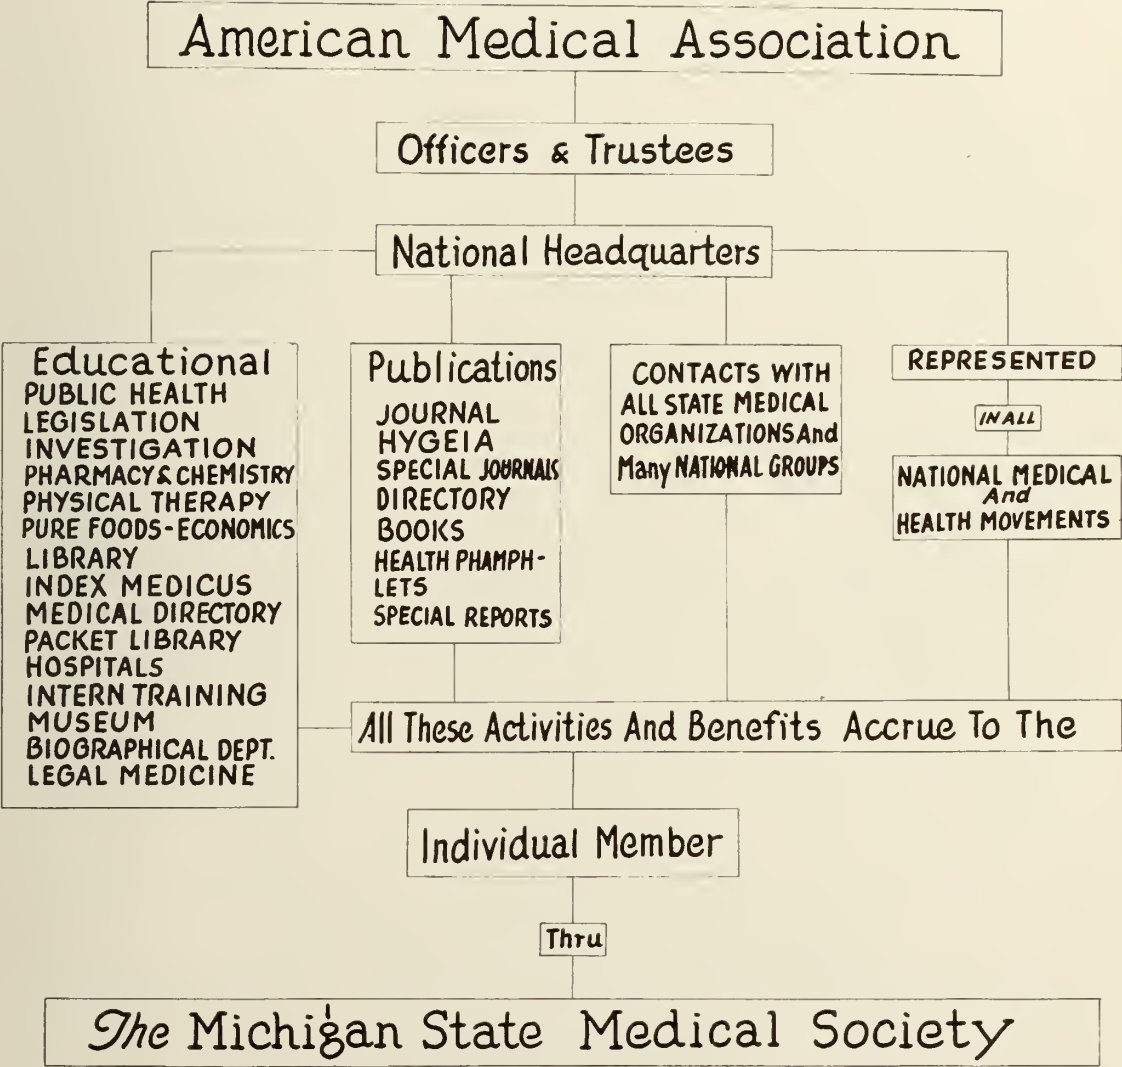 American Medical Association
Officers & Trustees
National Headquarters
Educational
PUBLIC HEALTH
LEGISLATION
INVESTIGATION
PHARMACY & CHEMISTRY
PHYSICAL THERAPY
PURE FOODS-ECONOMICS
LIBRARY
INDEX MEDICUS
MEDICAL DIRECTORY
PACKET LIBRARY
HOSPITALS
INTERN TRAINING
MUSEUM
BIOGRAPHICAL DEPT.
LEGAL MEDICINE
Publications
JOURNAL
HYGEIA
SPECIAL JOURNALS
DIRECTORY
BOOKS
HEALTH PHAMPH-
LETS
SPECIAL REPORTS
CONTACTS WITH
ALL STATE MEDICAL
ORGANIZATIONS And
Many NATIONAL GROUPS
REPRESENTED
IN ALL
NATIONAL MEDICAL
And
HEALTH MOVEMENTS
All These Activities And Benefits Accrue To The
Individual Member
Thru
The Michigan State Medical Society